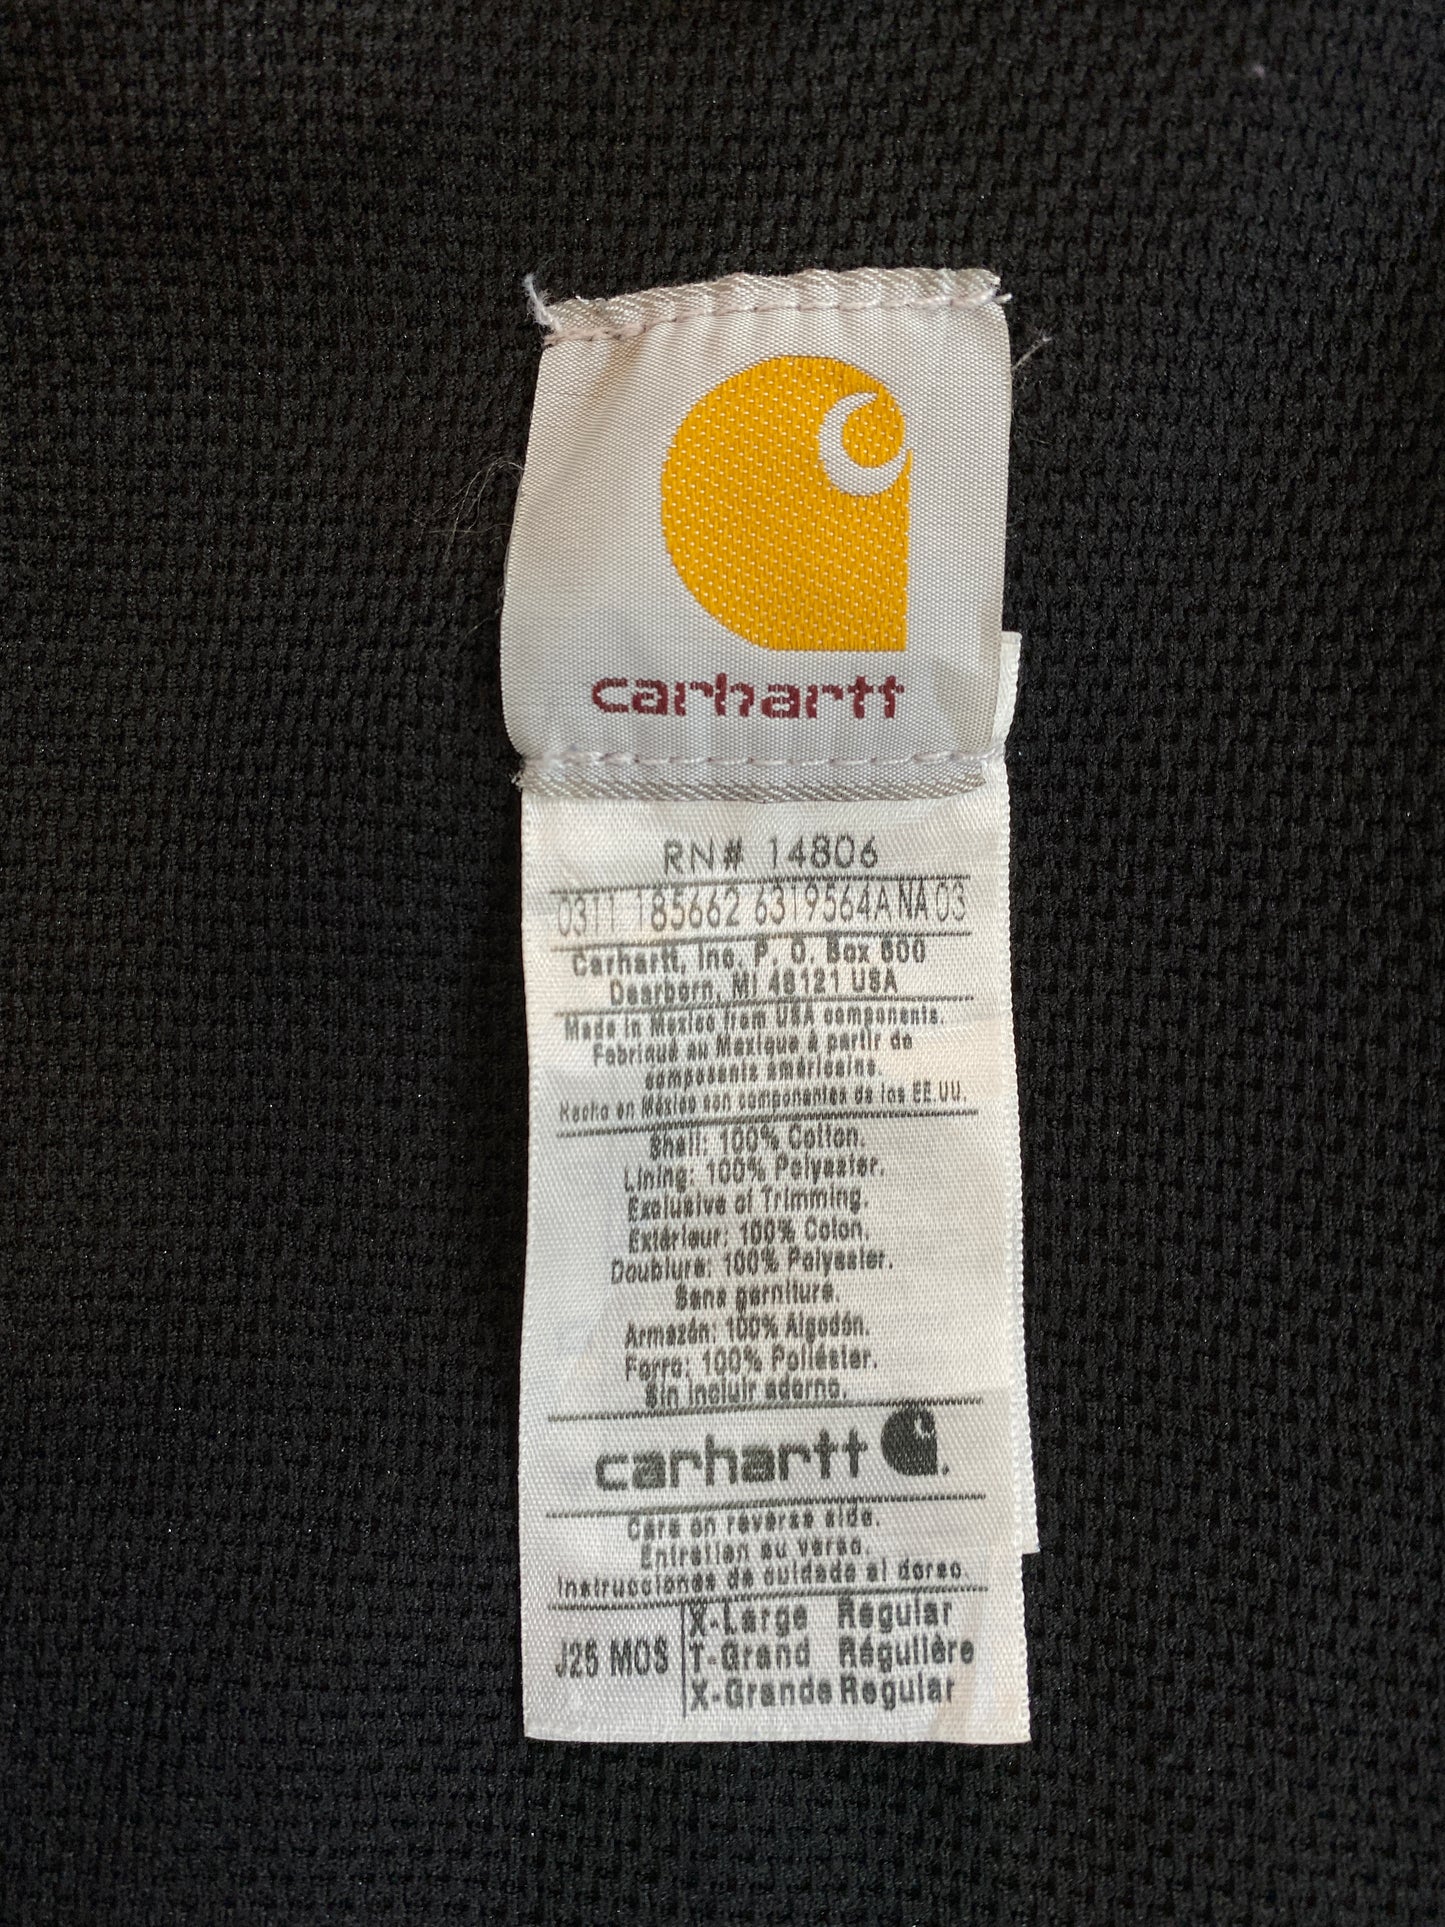 carhartt
RN# 14806
0311 185662 6319564A NA 03
Carhartt, Inc. P. O. Box 600
Dearborn, MI 48121 USA
Made in Mexico from USA components.
Fabriqué au Mexique à partir de
composants américains.
Hecho en México con componentes de los EE.UU.
Shell: 100% Cotton.
Lining: 100% Polyester.
Exclusive of Trimming.
Extérieur: 100% Coton.
Doublure: 100% Polyester.
Sans garniture.
Armazón: 100% Algodón.
Forro: 100% Poliéster.
Sin incluir adorno.
carhartt
Care on reverse side.
Entretien au verso.
Instrucciones de cuidado al dorso.
J25 MOS
X-Large Regular
T-Grand Régulière
X-Grande Regular